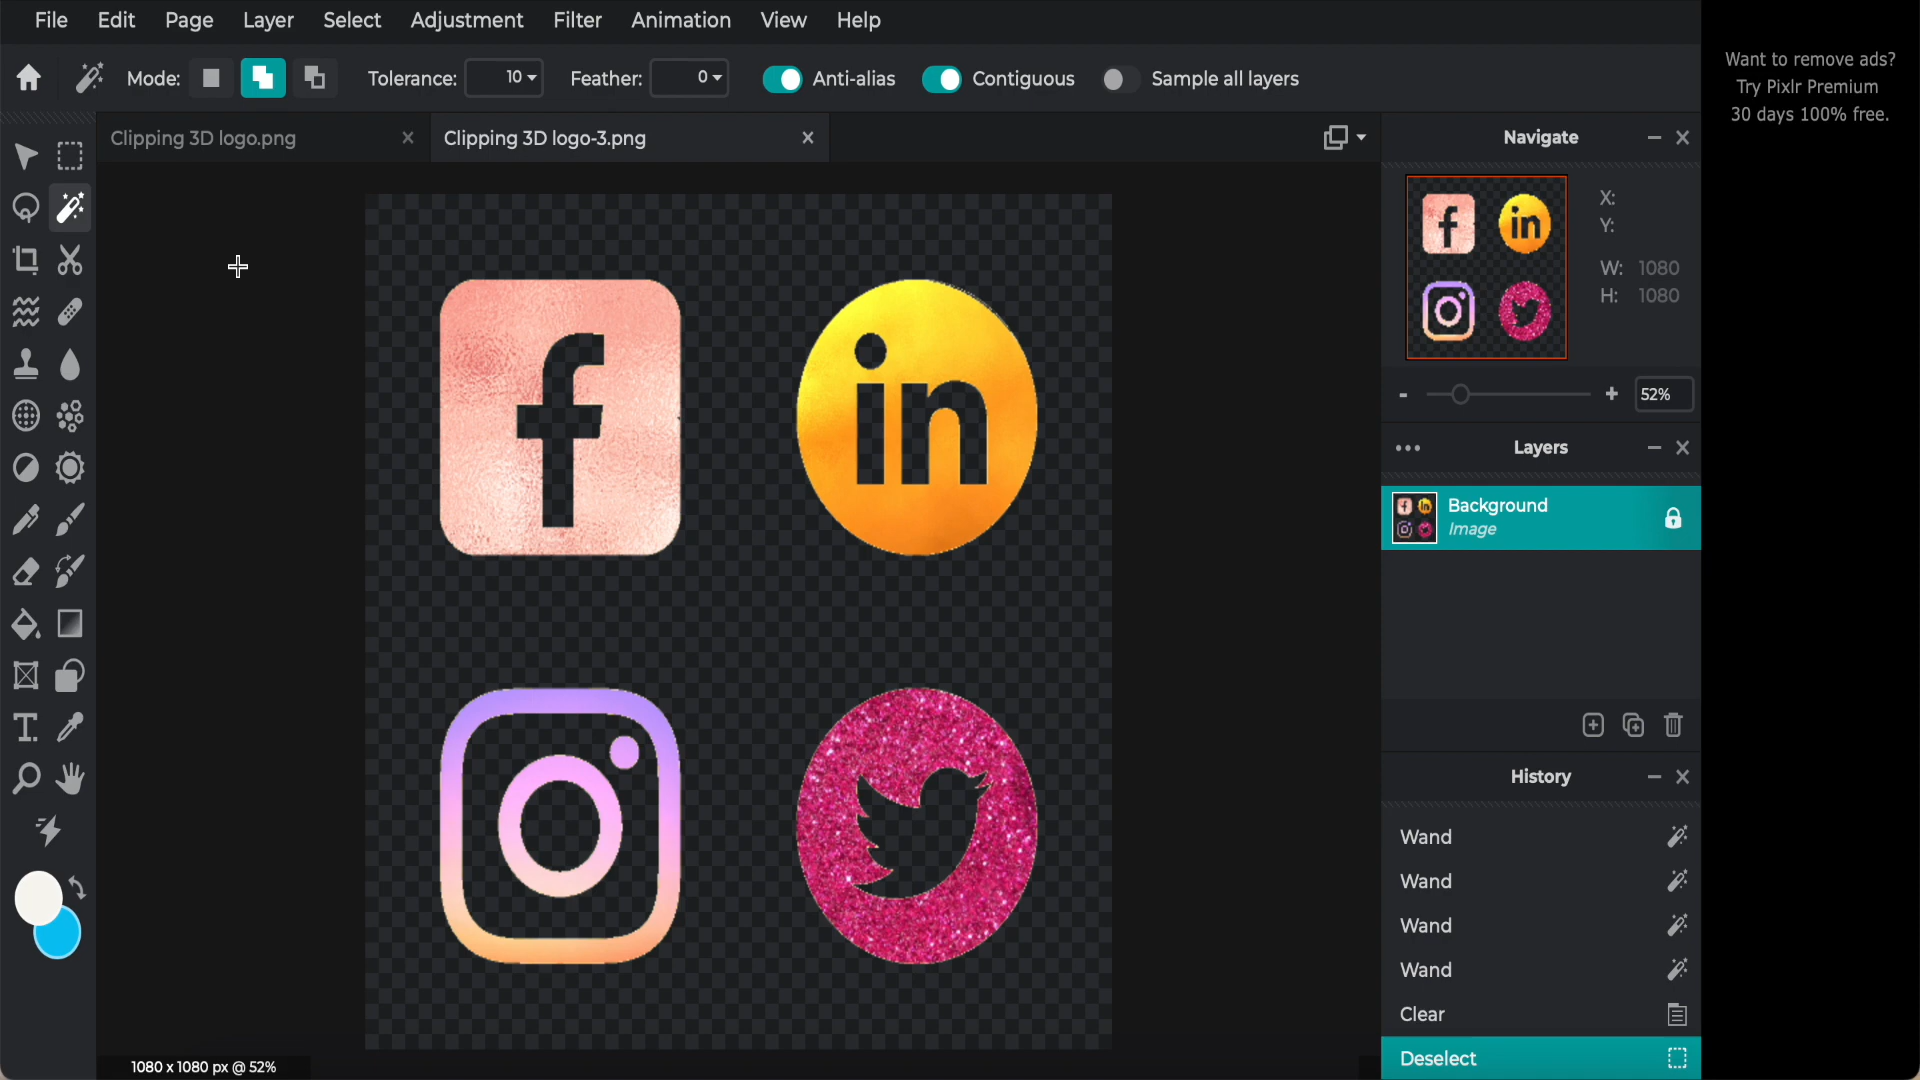 File Edit Page Layer Select Adjustment Filter Animation View Help
Want to remove ads?
Try Pixlr Premium
30 days 100% free.
Mode: Tolerance: 10 Feather: 0 Anti-alias Contiguous Sample all layers
Clipping 3D logo.png
Clipping 3D logo-3.png
Navigate
X:
Y:
W: 1080
H: 1080
52%
Layers
Background
Image
History
Wand
Wand
Wand
Wand
Clear
Deselect
f
in
f
in
1080 x 1080 px @ 52%